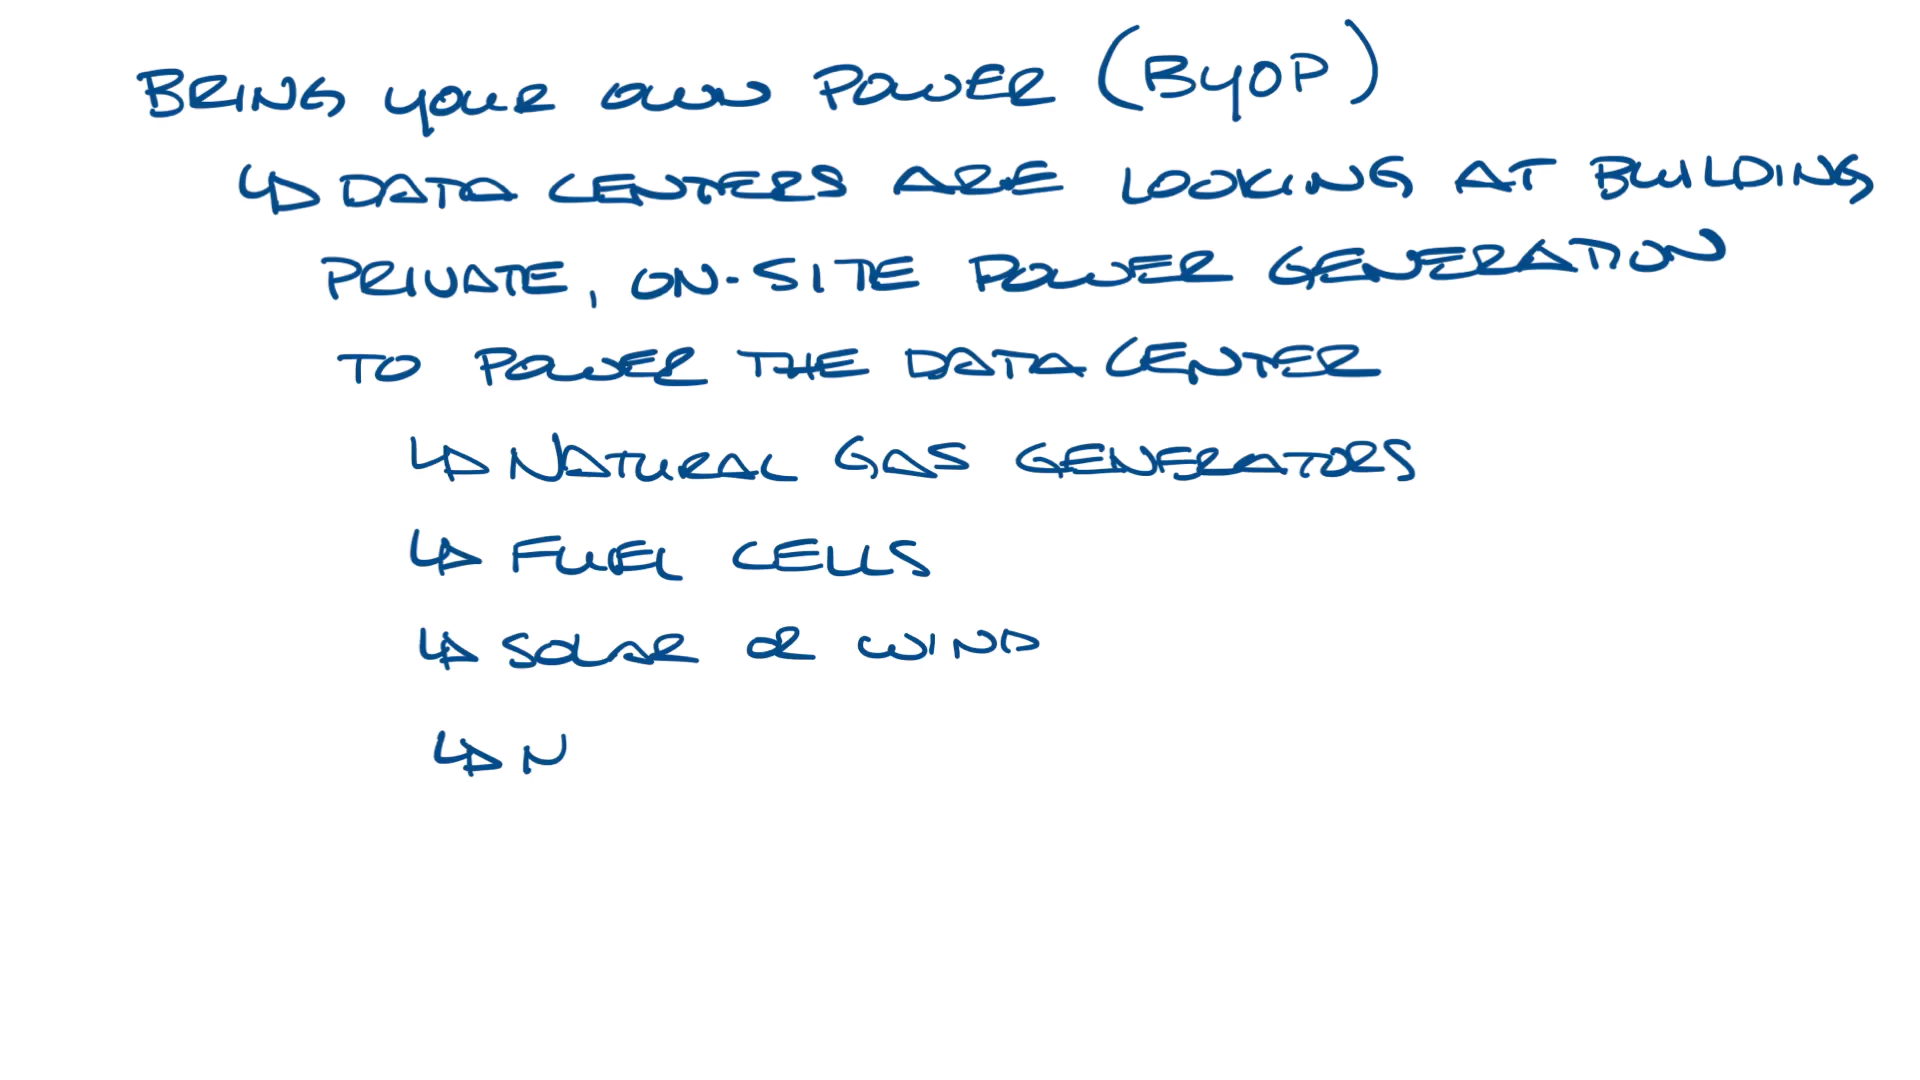 BRING YOUR OWN POWER (BYOP)
↳ DATA CENTERS ARE LOOKING AT BUILDING
PRIVATE, ON-SITE POWER GENERATION
TO POWER THE DATA CENTER
↳ NATURAL GAS GENERATORS
↳ FUEL CELLS
↳ SOLAR OR WIND
↳ N